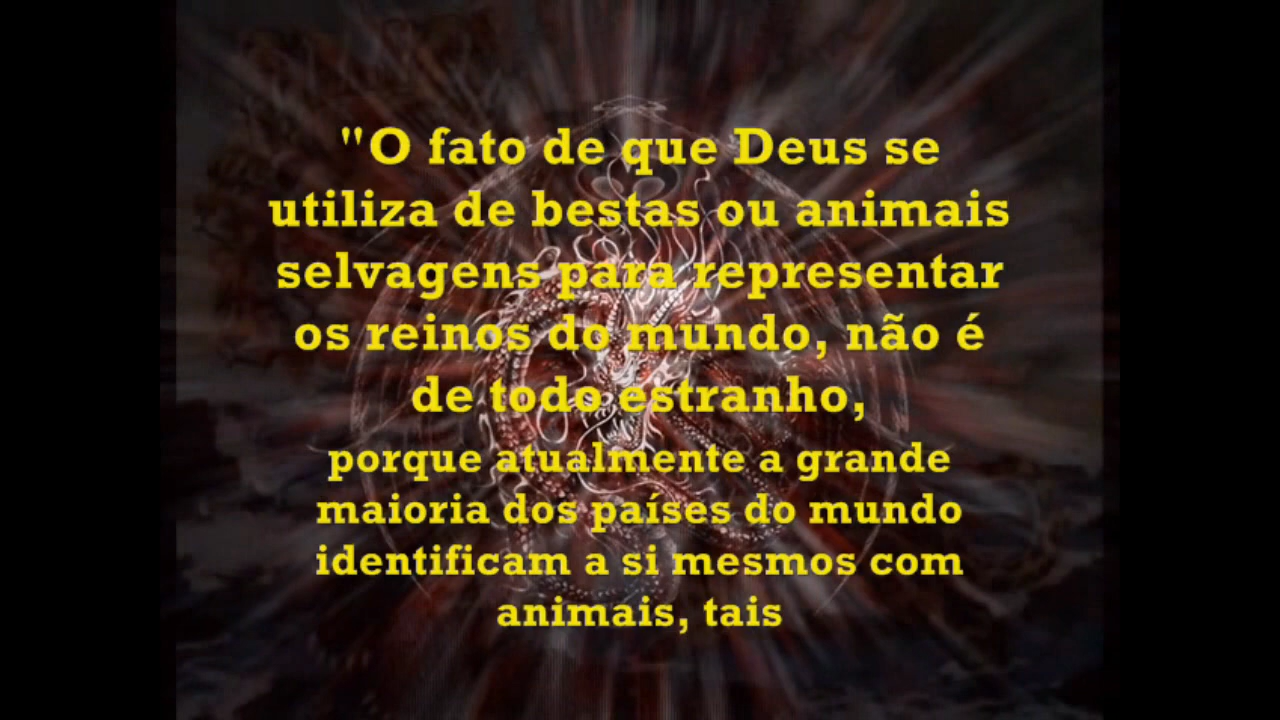 "O fato de que Deus se
utiliza de bestas ou animais
selvagens para representar
os reinos do mundo, não é
de todo estranho,
porque atualmente a grande
maioria dos países do mundo
identificam a si mesmos com
animais, tais